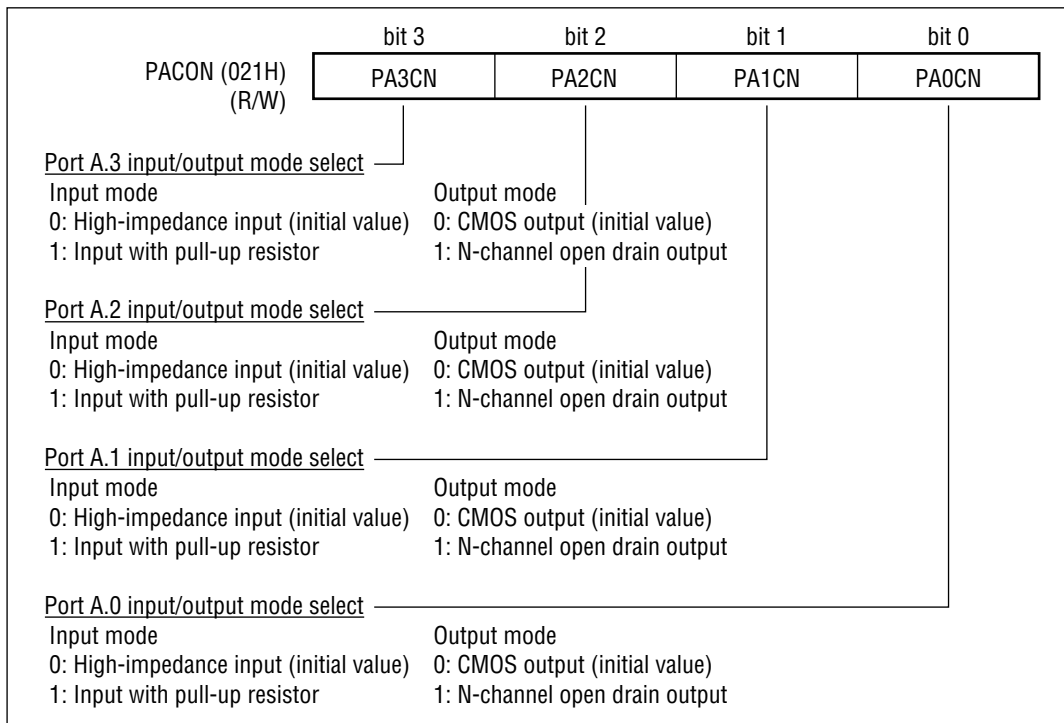 bit 3 bit 2 bit 1 bit 0
PACON (021H) PA3CN PA2CN PA1CN PA0CN
(R/W)
Port A.3 input/output mode select
Input mode Output mode
0: High-impedance input (initial value) 0: CMOS output (initial value)
1: Input with pull-up resistor 1: N-channel open drain output
Port A.2 input/output mode select
Input mode Output mode
0: High-impedance input (initial value) 0: CMOS output (initial value)
1: Input with pull-up resistor 1: N-channel open drain output
Port A.1 input/output mode select
Input mode Output mode
0: High-impedance input (initial value) 0: CMOS output (initial value)
1: Input with pull-up resistor 1: N-channel open drain output
Port A.0 input/output mode select
Input mode Output mode
0: High-impedance input (initial value) 0: CMOS output (initial value)
1: Input with pull-up resistor 1: N-channel open drain output